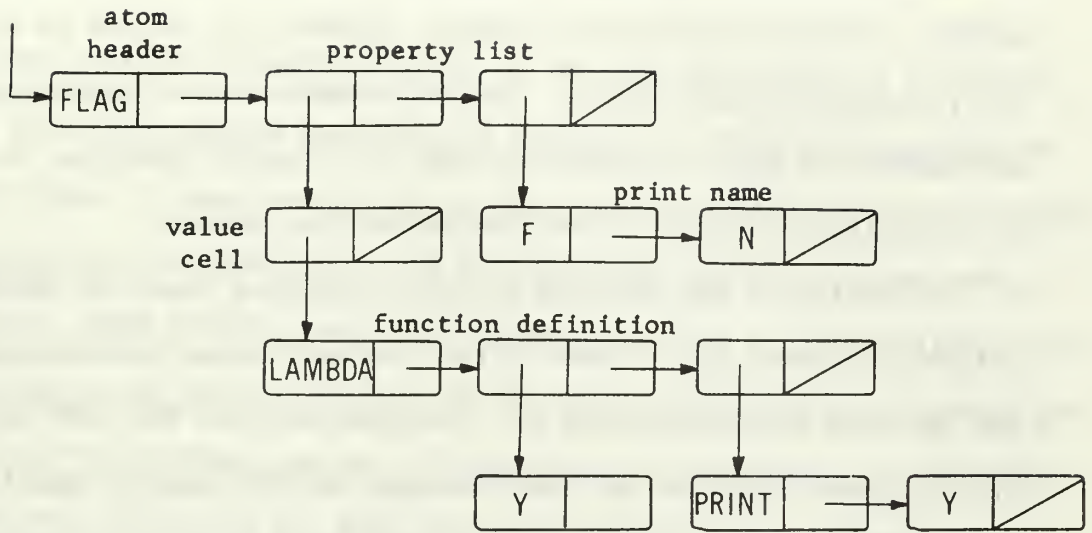 atom
header
property list
FLAG
print name
value
cell
F
N
function definition
LAMBDA
Y
PRINT
Y